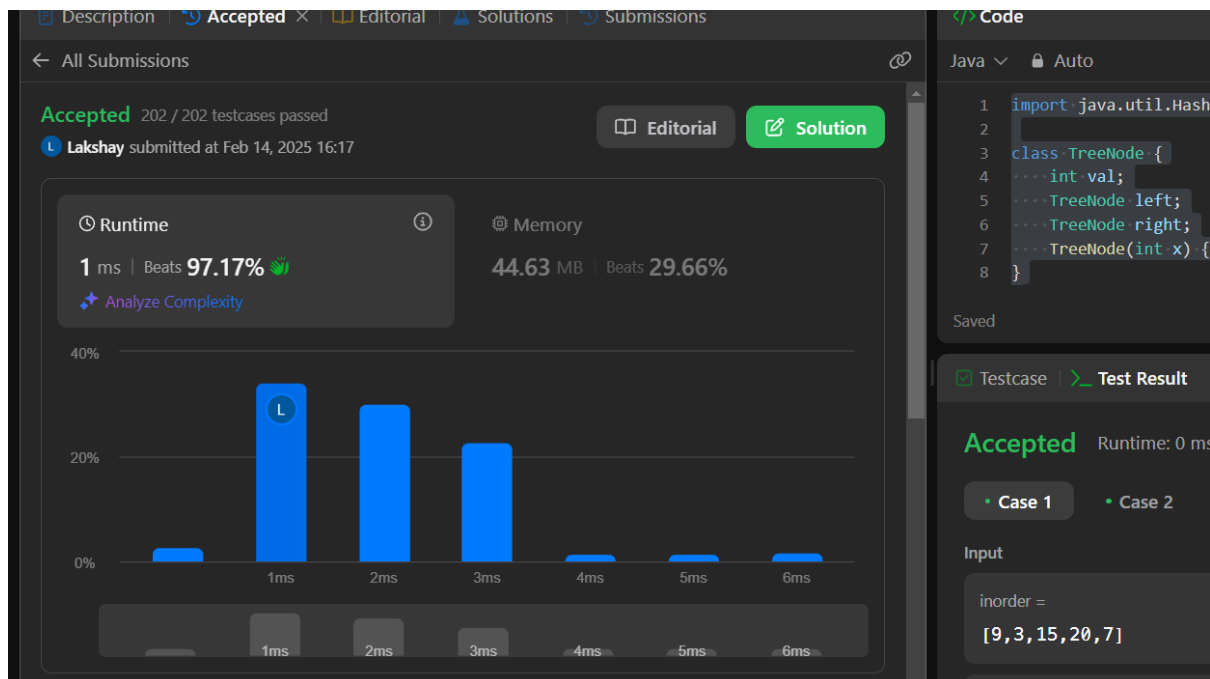 Description | Accepted × | Editorial | Solutions | Submissions
← All Submissions
Accepted 202 / 202 testcases passed
Editorial
Solution
L Lakshay submitted at Feb 14, 2025 16:17
Runtime
1 ms | Beats 97.17%
Analyze Complexity
Memory
44.63 MB | Beats 29.66%
40%
20%
0%
L
1ms 2ms 3ms 4ms 5ms 6ms
1ms 2ms 3ms 4ms 5ms 6ms
</> Code
Java Auto
1 import java.util.Hash
2
3 class TreeNode {
4 int val;
5 TreeNode left;
6 TreeNode right;
7 TreeNode(int x) {
8 }
Saved
Testcase | >_ Test Result
Accepted Runtime: 0 ms
• Case 1 • Case 2
Input
inorder =
[9,3,15,20,7]